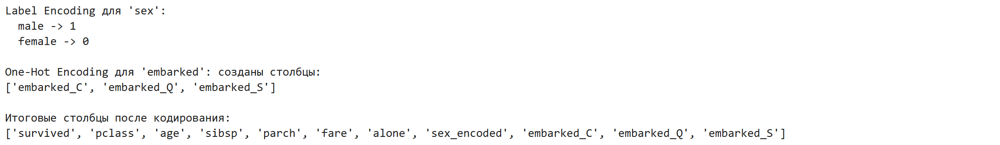 Label Encoding для 'sex':
  male -> 1
  female -> 0

One-Hot Encoding для 'embarked': созданы столбцы:
['embarked_C', 'embarked_Q', 'embarked_S']

Итоговые столбцы после кодирования:
['survived', 'pclass', 'age', 'sibsp', 'parch', 'fare', 'alone', 'sex_encoded', 'embarked_C', 'embarked_Q', 'embarked_S']